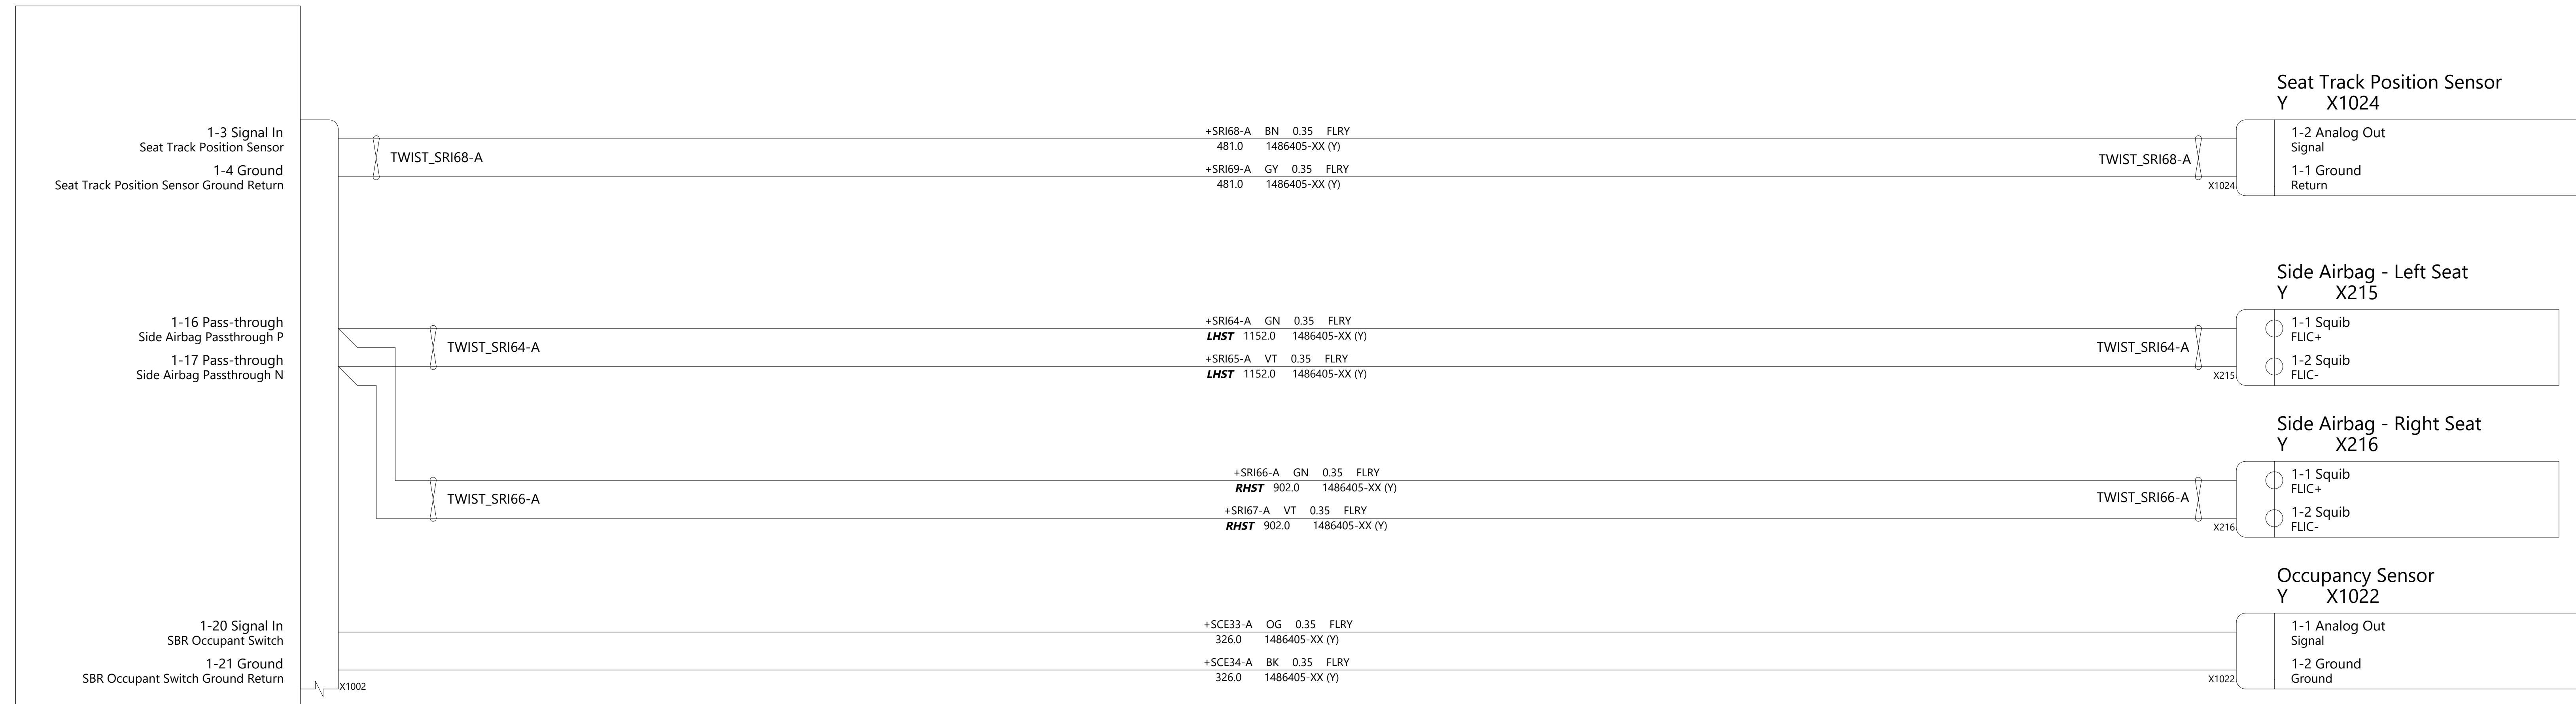 Seat Track Position Sensor
Y X1024
1-3 Signal In
Seat Track Position Sensor
1-4 Ground
Seat Track Position Sensor Ground Return
TWIST_SRI68-A
+SRI68-A BN 0.35 FLRY
481.0 1486405-XX (Y)
+SRI69-A GY 0.35 FLRY
481.0 1486405-XX (Y)
TWIST_SRI68-A
X1024
1-2 Analog Out
Signal
1-1 Ground
Return
Side Airbag - Left Seat
Y X215
1-16 Pass-through
Side Airbag Passthrough P
1-17 Pass-through
Side Airbag Passthrough N
TWIST_SRI64-A
+SRI64-A GN 0.35 FLRY
LHST 1152.0 1486405-XX (Y)
+SRI65-A VT 0.35 FLRY
LHST 1152.0 1486405-XX (Y)
TWIST_SRI64-A
X215
1-1 Squib
FLIC+
1-2 Squib
FLIC-
Side Airbag - Right Seat
Y X216
TWIST_SRI66-A
+SRI66-A GN 0.35 FLRY
RHST 902.0 1486405-XX (Y)
+SRI67-A VT 0.35 FLRY
RHST 902.0 1486405-XX (Y)
TWIST_SRI66-A
X216
1-1 Squib
FLIC+
1-2 Squib
FLIC-
Occupancy Sensor
Y X1022
1-20 Signal In
SBR Occupant Switch
1-21 Ground
SBR Occupant Switch Ground Return
X1002
+SCE33-A OG 0.35 FLRY
326.0 1486405-XX (Y)
+SCE34-A BK 0.35 FLRY
326.0 1486405-XX (Y)
X1022
1-1 Analog Out
Signal
1-2 Ground
Ground